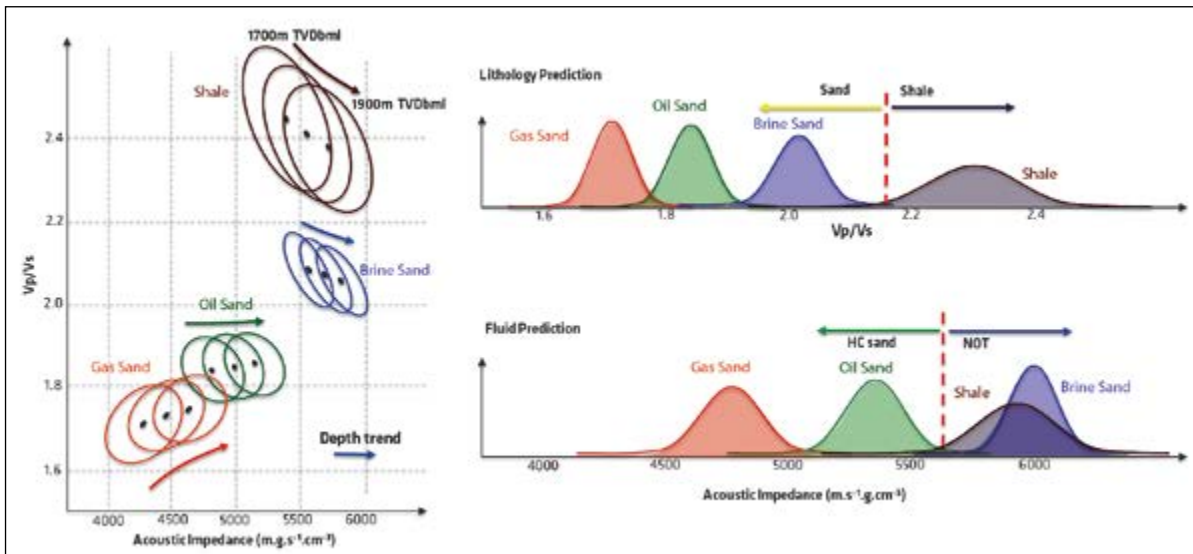 1700m TVDbml
Shale
1900m TVDbml
2.4
2.2
Vp/Vs
Brine Sand
2.0
Oil Sand
Gas Sand
1.8
Depth trend
1.6
4000 4500 5000 5500 6000
Acoustic Impedance (m.g.s⁻¹.cm⁻³)
Lithology Prediction
Sand Shale
Oil Sand
Gas Sand Brine Sand
Shale
1.6 1.8 2.0 2.2 2.4
Vp/Vs
Fluid Prediction
HC sand NOT
Gas Sand Oil Sand Shale Brine Sand
4000 4500 5000 5500 6000
Acoustic Impedance (m.s⁻¹.g.cm⁻³)